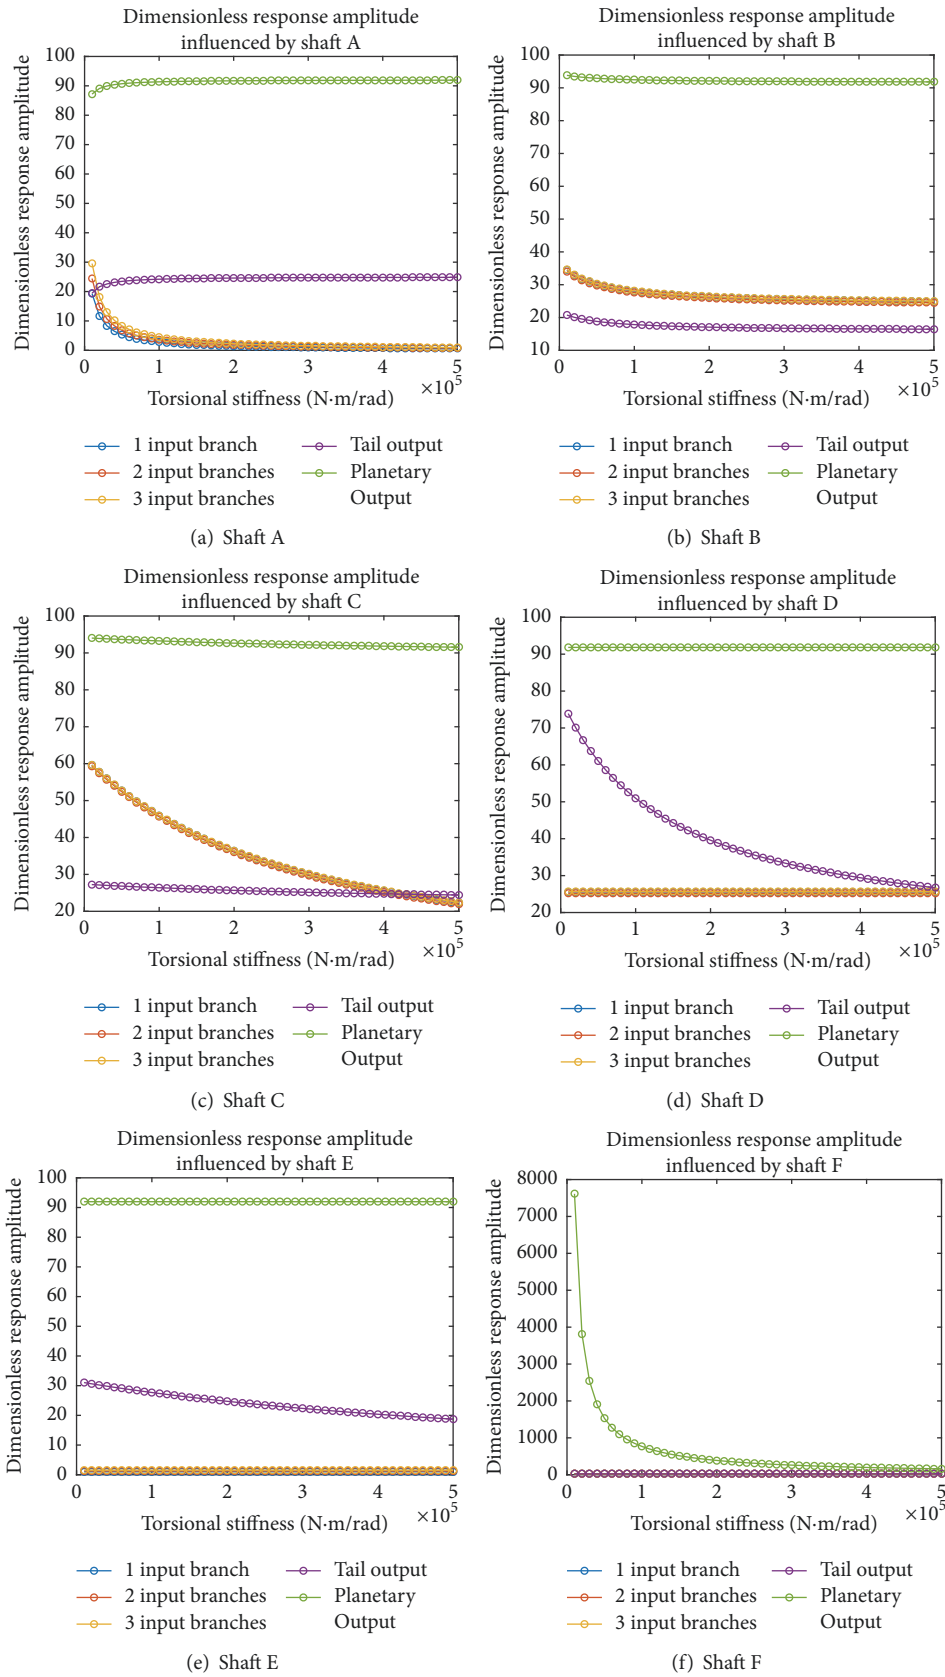 Dimensionless response amplitude
influenced by shaft A
Dimensionless response amplitude
100
90
80
70
60
50
40
30
20
10
0
0 1 2 3 4 5
×10⁵
Torsional stiffness (N·m/rad)
1 input branch
2 input branches
3 input branches
Tail output
Planetary
Output
(a) Shaft A
Dimensionless response amplitude
influenced by shaft B
Dimensionless response amplitude
100
90
80
70
60
50
40
30
20
10
0 1 2 3 4 5
×10⁵
Torsional stiffness (N·m/rad)
1 input branch
2 input branches
3 input branches
Tail output
Planetary
Output
(b) Shaft B
Dimensionless response amplitude
influenced by shaft C
Dimensionless response amplitude
100
90
80
70
60
50
40
30
20
0 1 2 3 4 5
×10⁵
Torsional stiffness (N·m/rad)
1 input branch
2 input branches
3 input branches
Tail output
Planetary
Output
(c) Shaft C
Dimensionless response amplitude
influenced by shaft D
Dimensionless response amplitude
100
90
80
70
60
50
40
30
20
0 1 2 3 4 5
×10⁵
Torsional stiffness (N·m/rad)
1 input branch
2 input branches
3 input branches
Tail output
Planetary
Output
(d) Shaft D
Dimensionless response amplitude
influenced by shaft E
Dimensionless response amplitude
100
90
80
70
60
50
40
30
20
10
0
0 1 2 3 4 5
×10⁵
Torsional stiffness (N·m/rad)
1 input branch
2 input branches
3 input branches
Tail output
Planetary
Output
(e) Shaft E
Dimensionless response amplitude
influenced by shaft F
Dimensionless response amplitude
8000
7000
6000
5000
4000
3000
2000
1000
0
0 1 2 3 4 5
×10⁵
Torsional stiffness (N·m/rad)
1 input branch
2 input branches
3 input branches
Tail output
Planetary
Output
(f) Shaft F